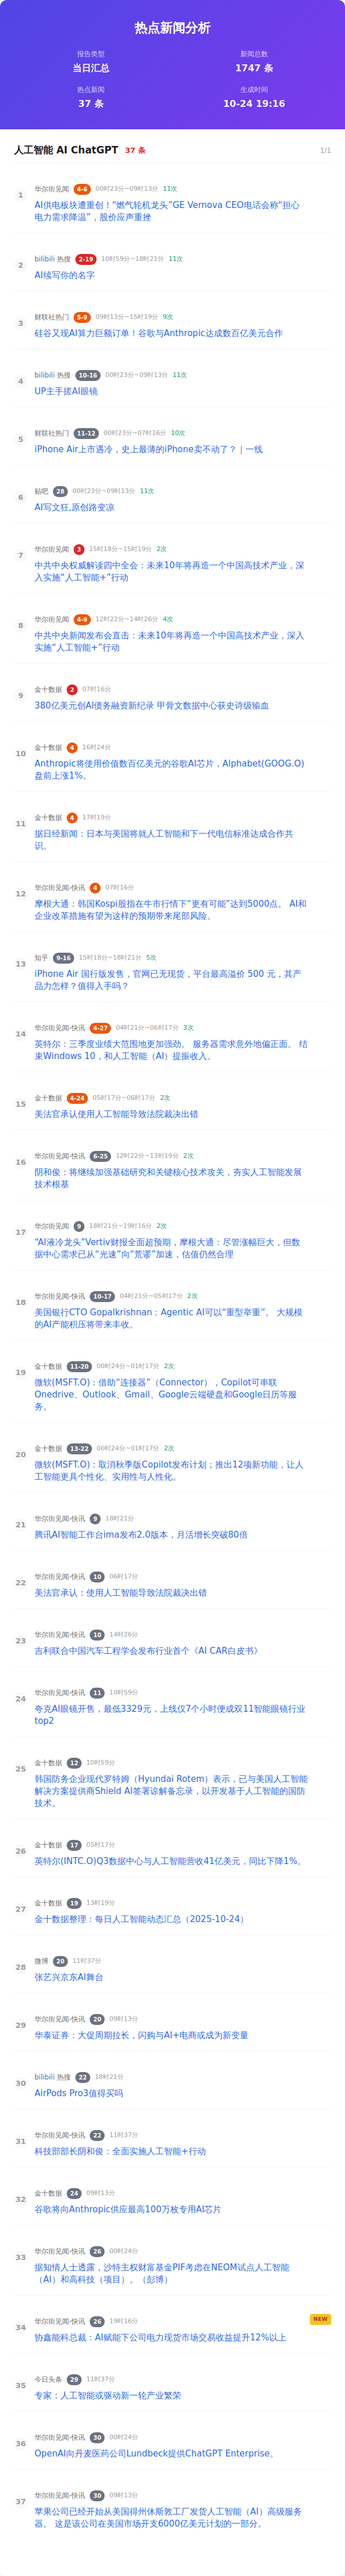 热点新闻分析
报告类型
新闻总数
当日汇总
1747 条
热点新闻
生成时间
37 条
10-24 19:16
人工智能 AI ChatGPT 37 条 1/1
1
华尔街见闻 4-6 00时23分~09时13分 11次
AI供电板块遭重创！“燃气轮机龙头”GE Vernova CEO电话会称“担心
电力需求降温”，股价应声重挫
2
bilibili 热搜 2-19 10时59分~18时21分 11次
AI续写你的名字
3
财联社热门 5-9 09时13分~15时19分 9次
硅谷又现AI算力巨额订单！谷歌与Anthropic达成数百亿美元合作
4
bilibili 热搜 10-16 00时23分~09时13分 11次
UP主手搓AI眼镜
5
财联社热门 11-12 00时23分~07时16分 10次
iPhone Air上市遇冷，史上最薄的iPhone卖不动了？｜一线
6
贴吧 28 00时23分~09时13分 11次
AI写文狂,原创路变凉
7
华尔街见闻 3 15时18分~15时19分 2次
中共中央权威解读四中全会：未来10年将再造一个中国高技术产业，深
入实施“人工智能+”行动
8
华尔街见闻 4-9 12时22分~14时26分 4次
中共中央新闻发布会直击：未来10年将再造一个中国高技术产业，深入
实施“人工智能+”行动
9
金十数据 2 07时16分
380亿美元创AI债务融资新纪录 甲骨文数据中心获史诗级输血
10
金十数据 4 16时24分
Anthropic将使用价值数百亿美元的谷歌AI芯片，Alphabet(GOOG.O)
盘前上涨1%。
11
金十数据 4 17时19分
据日经新闻：日本与美国将就人工智能和下一代电信标准达成合作共
识。
12
华尔街见闻-快讯 4 07时16分
摩根大通：韩国Kospi股指在牛市行情下“更有可能”达到5000点。 AI和
企业改革措施有望为这样的预期带来尾部风险。
13
知乎 9-16 15时18分~18时21分 5次
iPhone Air 国行版发售，官网已无现货，平台最高溢价 500 元，其产
品力怎样？值得入手吗？
14
华尔街见闻-快讯 4-27 04时21分~06时17分 3次
英特尔：三季度业绩大范围地更加强劲。 服务器需求意外地偏正面。 结
束Windows 10，和人工智能（AI）提振收入。
15
金十数据 4-24 05时17分~06时17分 2次
美法官承认使用人工智能导致法院裁决出错
16
华尔街见闻-快讯 6-25 12时22分~13时19分 2次
阴和俊：将继续加强基础研究和关键核心技术攻关，夯实人工智能发展
技术根基
17
华尔街见闻 9 18时21分~19时16分 2次
“AI液冷龙头”Vertiv财报全面超预期，摩根大通：尽管涨幅巨大，但数
据中心需求已从“光速”向“荒谬”加速，估值仍然合理
18
华尔街见闻-快讯 10-17 04时21分~05时17分 2次
美国银行CTO Gopalkrishnan：Agentic AI可以“重型举重”。 大规模
的AI产能积压将带来丰收。
19
金十数据 11-20 00时24分~01时17分 2次
微软(MSFT.O)：借助“连接器”（Connector），Copilot可串联
Onedrive、Outlook、Gmail、Google云端硬盘和Google日历等服
务。
20
金十数据 13-22 00时24分~01时17分 2次
微软(MSFT.O)：取消秋季版Copilot发布计划；推出12项新功能，让人
工智能更具个性化、实用性与人性化。
21
华尔街见闻-快讯 9 18时21分
腾讯AI智能工作台ima发布2.0版本，月活增长突破80倍
22
华尔街见闻-快讯 10 06时17分
美法官承认：使用人工智能导致法院裁决出错
23
华尔街见闻-快讯 10 14时26分
吉利联合中国汽车工程学会发布行业首个《AI CAR白皮书》
24
华尔街见闻-快讯 11 10时59分
夸克AI眼镜开售，最低3329元，上线仅7个小时便成双11智能眼镜行业
top2
25
金十数据 12 10时59分
韩国防务企业现代罗特姆（Hyundai Rotem）表示，已与美国人工智能
解决方案提供商Shield AI签署谅解备忘录，以开发基于人工智能的国防
技术。
26
金十数据 17 05时17分
英特尔(INTC.O)Q3数据中心与人工智能营收41亿美元，同比下降1%。
27
金十数据 19 13时19分
金十数据整理：每日人工智能动态汇总（2025-10-24）
28
微博 20 11时37分
张艺兴京东AI舞台
29
华尔街见闻-快讯 20 09时13分
华泰证券：大促周期拉长，闪购与AI+电商或成为新变量
30
bilibili 热搜 22 18时21分
AirPods Pro3值得买吗
31
华尔街见闻-快讯 22 11时37分
科技部部长阴和俊：全面实施人工智能+行动
32
金十数据 24 09时13分
谷歌将向Anthropic供应最高100万枚专用AI芯片
33
华尔街见闻-快讯 26 00时24分
据知情人士透露，沙特主权财富基金PIF考虑在NEOM试点人工智能
（AI）和高科技（项目）。（彭博）
34
华尔街见闻-快讯 26 19时16分 NEW
协鑫能科总裁：AI赋能下公司电力现货市场交易收益提升12%以上
35
今日头条 29 11时37分
专家：人工智能或驱动新一轮产业繁荣
36
华尔街见闻-快讯 30 00时24分
OpenAI向丹麦医药公司Lundbeck提供ChatGPT Enterprise。
37
华尔街见闻-快讯 30 09时13分
苹果公司已经开始从美国得州休斯敦工厂发货人工智能（AI）高级服务
器。 这是该公司在美国市场开支6000亿美元计划的一部分。